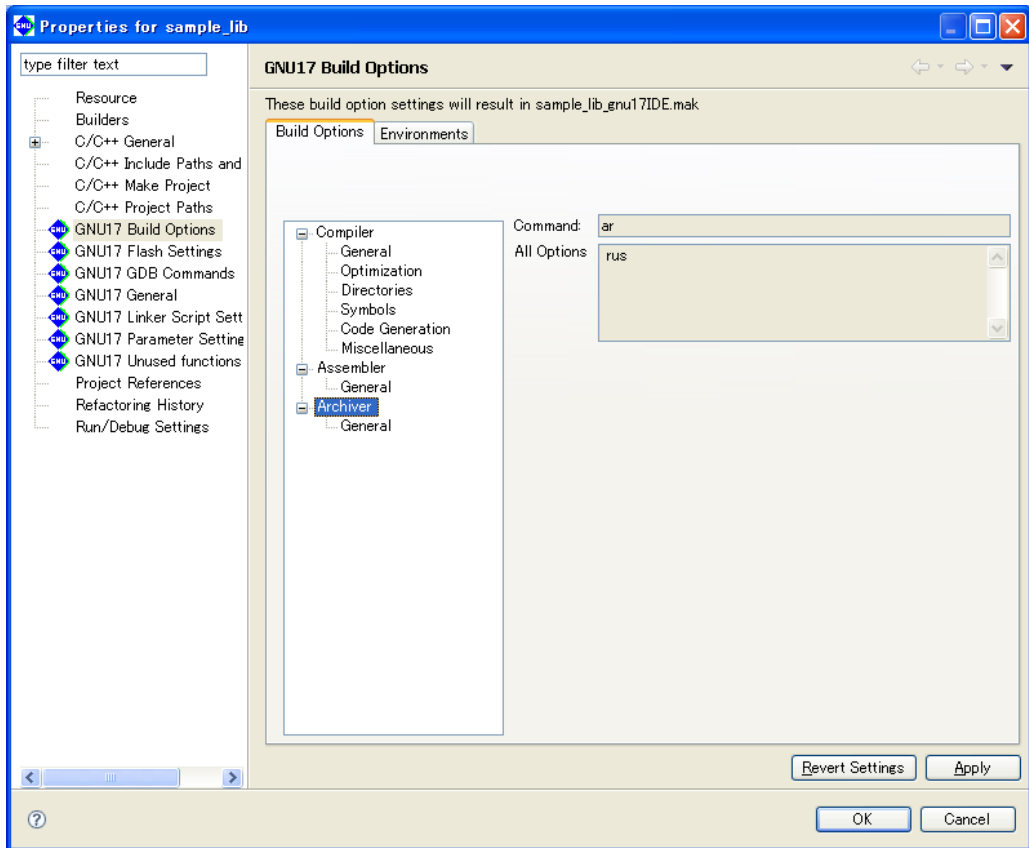 Properties for sample_lib
type filter text
Resource
Builders
C/C++ General
C/C++ Include Paths and
C/C++ Make Project
C/C++ Project Paths
GNU17 Build Options
GNU17 Flash Settings
GNU17 GDB Commands
GNU17 General
GNU17 Linker Script Sett
GNU17 Parameter Setting
GNU17 Unused functions
Project References
Refactoring History
Run/Debug Settings
GNU17 Build Options
These build option settings will result in sample_lib_gnu17IDE.mak
Build Options Environments
Compiler
General
Optimization
Directories
Symbols
Code Generation
Miscellaneous
Assembler
General
Archiver
General
Command: ar
All Options rus
Revert Settings Apply
OK Cancel